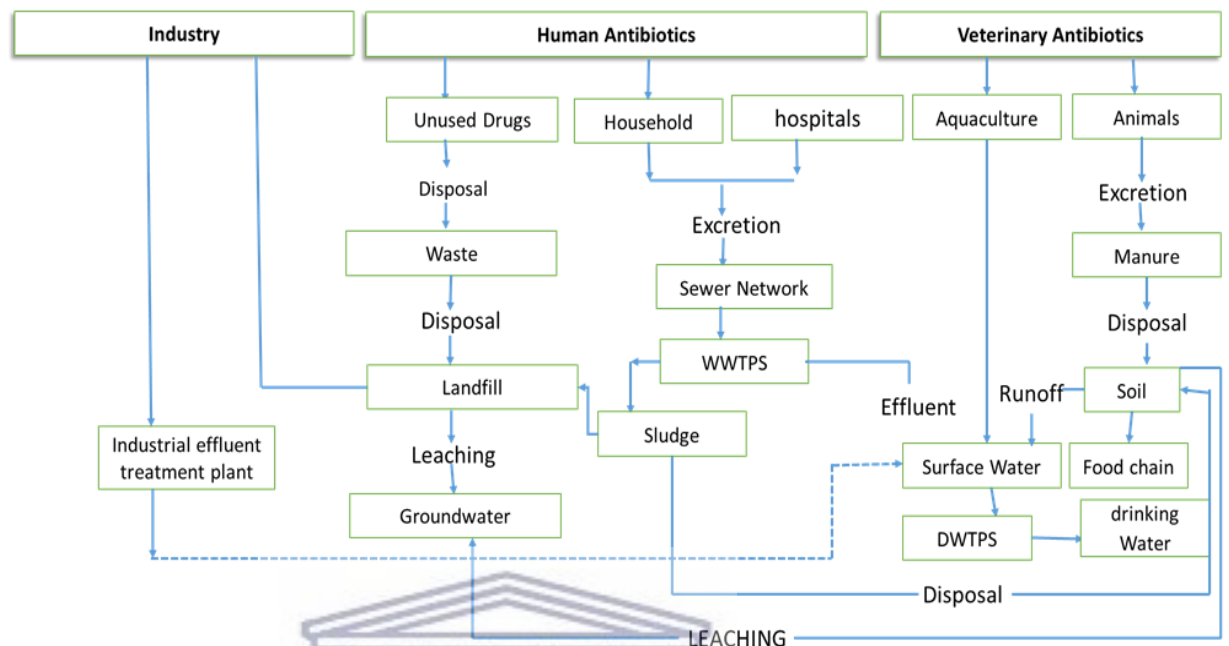 Industry
Human Antibiotics
Veterinary Antibiotics
Unused Drugs
Household
hospitals
Aquaculture
Animals
Disposal
Excretion
Excretion
Waste
Manure
Sewer Network
Disposal
Disposal
WWTPS
Landfill
Effluent
Runoff
Soil
Sludge
Industrial effluent
treatment plant
Leaching
Surface Water
Food chain
Groundwater
DWTPS
drinking
Water
Disposal
LEACHING